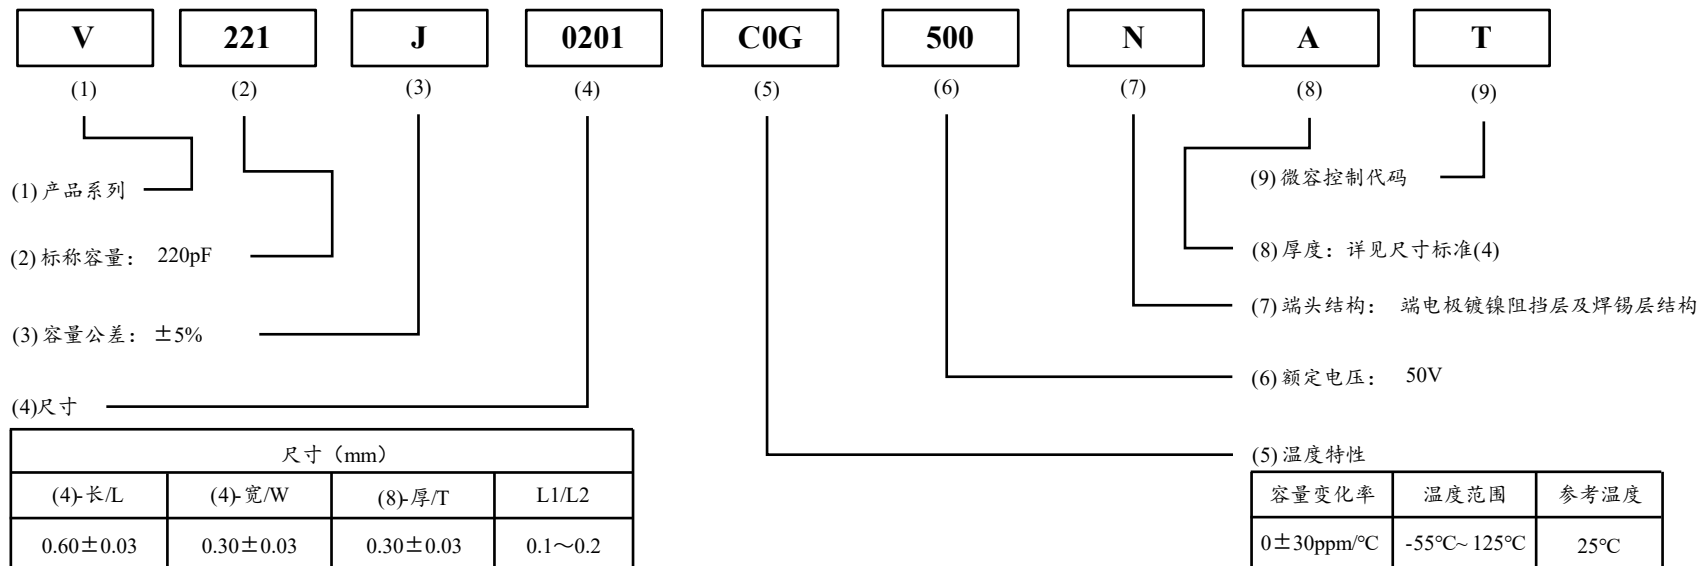 V 221 J 0201 C0G 500 N A T
(1) (2) (3) (4) (5) (6) (7) (8) (9)
(1) 产品系列
(2) 标称容量： 220pF
(3) 容量公差： ±5%
(4)尺寸
尺寸（mm）
(4)-长/L (4)-宽/W (8)-厚/T L1/L2
0.60±0.03 0.30±0.03 0.30±0.03 0.1～0.2
(9) 微容控制代码
(8) 厚度：详见尺寸标准(4)
(7) 端头结构： 端电极镀镍阻挡层及焊锡层结构
(6) 额定电压： 50V
(5) 温度特性
容量变化率 温度范围 参考温度
0±30ppm/℃ -55℃~ 125℃ 25℃